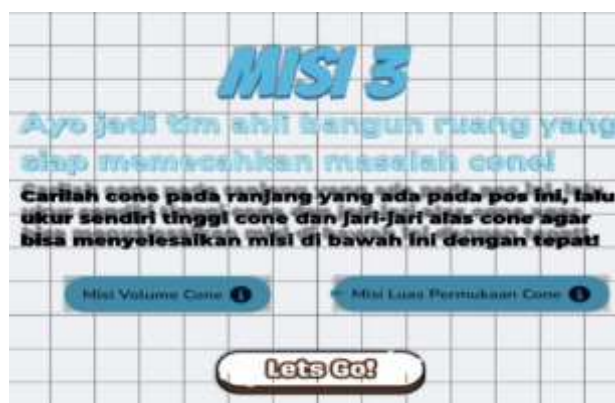 MISI 3
Ayo jadi tim ahli bangun ruang yang
siap memecahkan masalah cone!
Carilah cone pada ranjang yang ada pada pos ini, lalu
ukur sendiri tinggi cone dan jari-jari alas cone agar
bisa menyelesaikan misi di bawah ini dengan tepat!
Misi Volume Cone
Misi Luas Permukaan Cone
Lets Go!